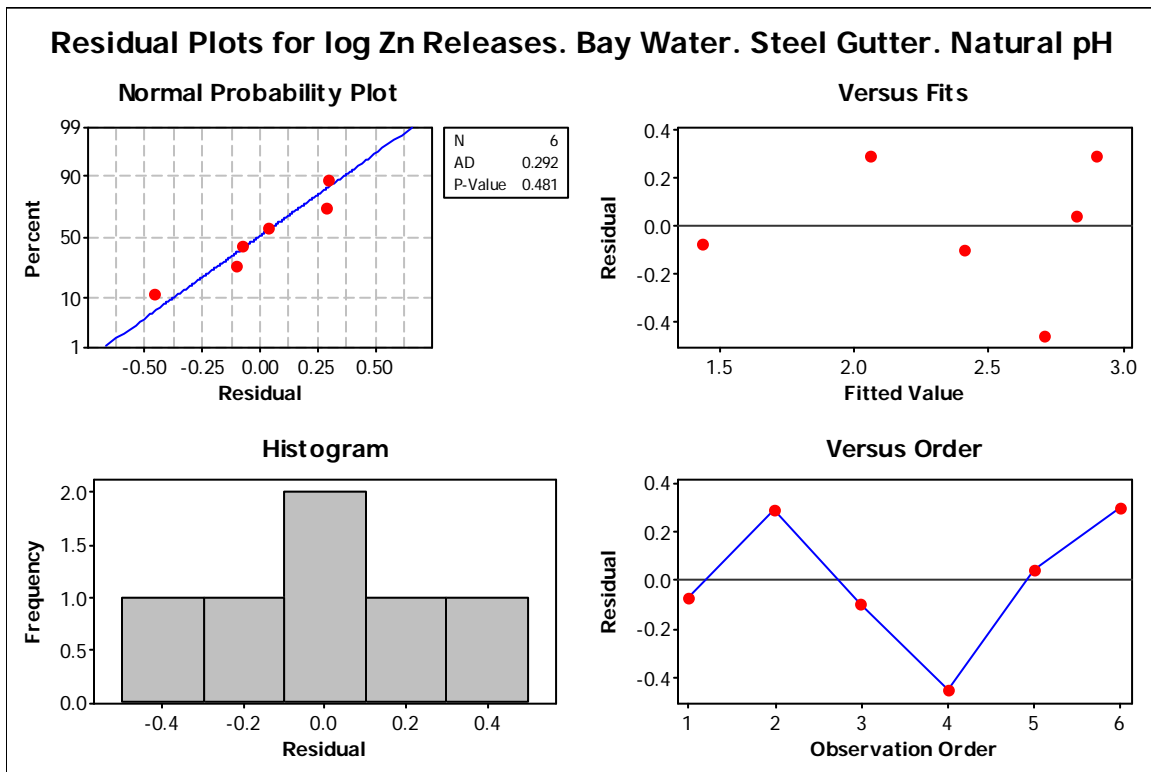 Residual Plots for log Zn Releases. Bay Water. Steel Gutter. Natural pH
Normal Probability Plot
99
90
50
10
1
Percent
-0.50 -0.25 0.00 0.25 0.50
Residual
N 6
AD 0.292
P-Value 0.481
Versus Fits
0.4
0.2
0.0
-0.2
-0.4
Residual
1.5 2.0 2.5 3.0
Fitted Value
Histogram
2.0
1.5
1.0
0.5
0.0
Frequency
-0.4 -0.2 0.0 0.2 0.4
Residual
Versus Order
0.4
0.2
0.0
-0.2
-0.4
Residual
1 2 3 4 5 6
Observation Order